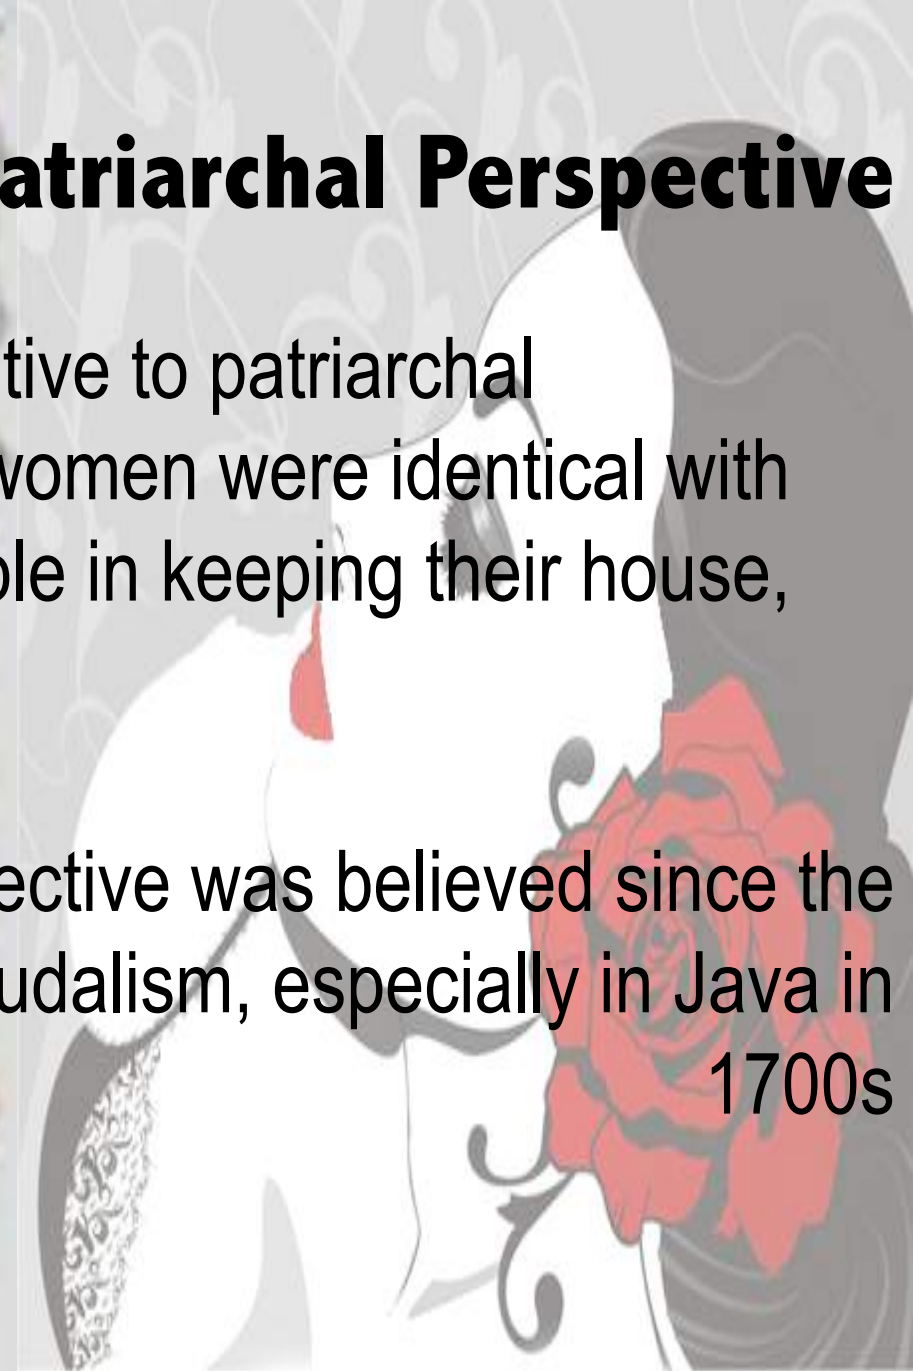 atriarchal Perspective
tive to patriarchal
women were identical with
ole in keeping their house,
ective was believed since the
udalism, especially in Java in
1700s